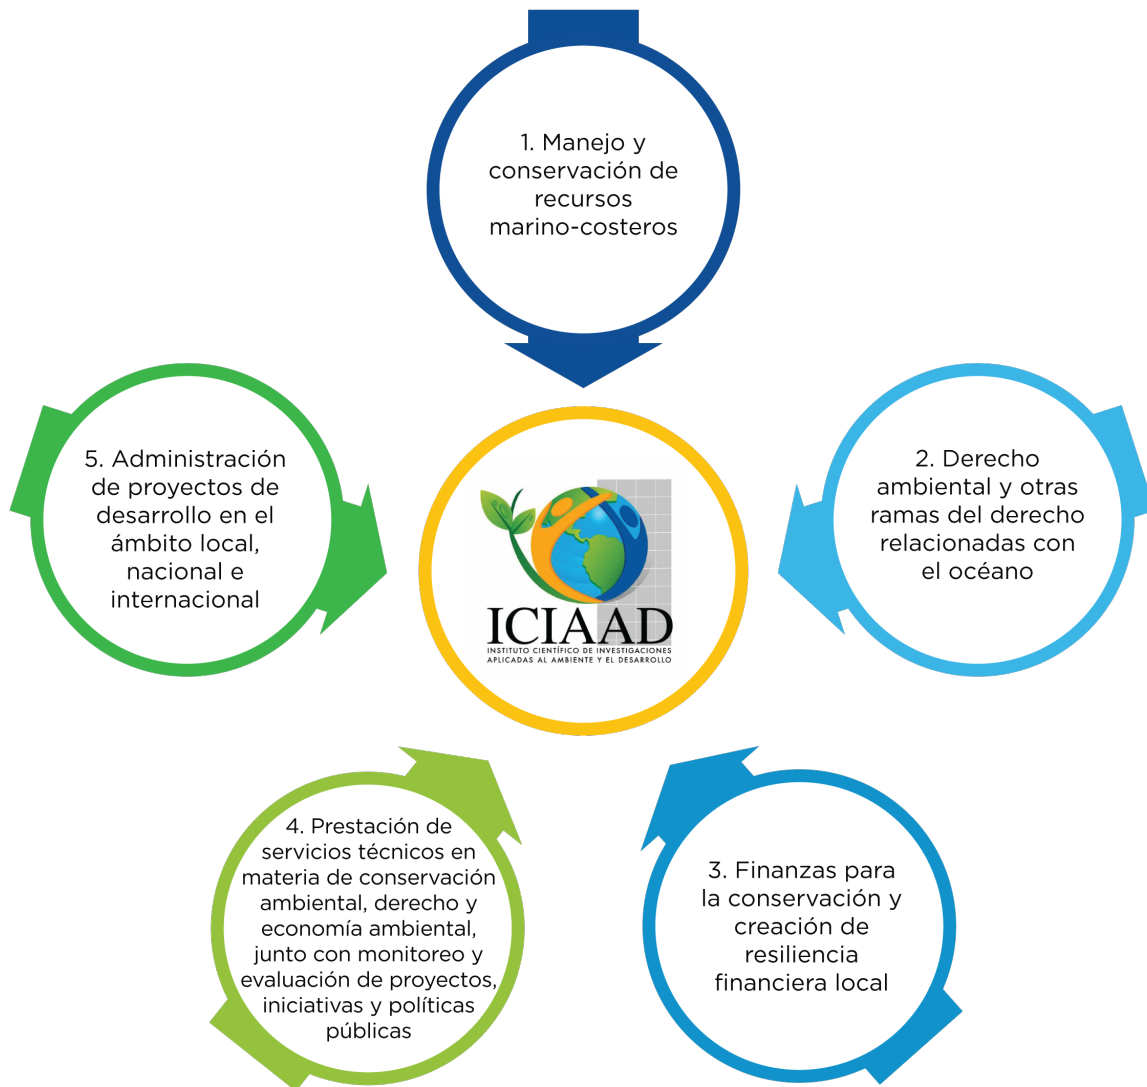 1. Manejo y
conservación de
recursos
marino-costeros
2. Derecho
ambiental y otras
ramas del derecho
relacionadas con
el océano
3. Finanzas para
la conservación y
creación de
resiliencia
financiera local
4. Prestación de
servicios técnicos en
materia de conservación
ambiental, derecho y
economía ambiental,
junto con monitoreo y
evaluación de proyectos,
iniciativas y políticas
públicas
5. Administración
de proyectos de
desarrollo en el
ámbito local,
nacional e
internacional
ICIAAD
INSTITUTO CIENTÍFICO DE INVESTIGACIONES
APLICADAS AL AMBIENTE Y EL DESARROLLO